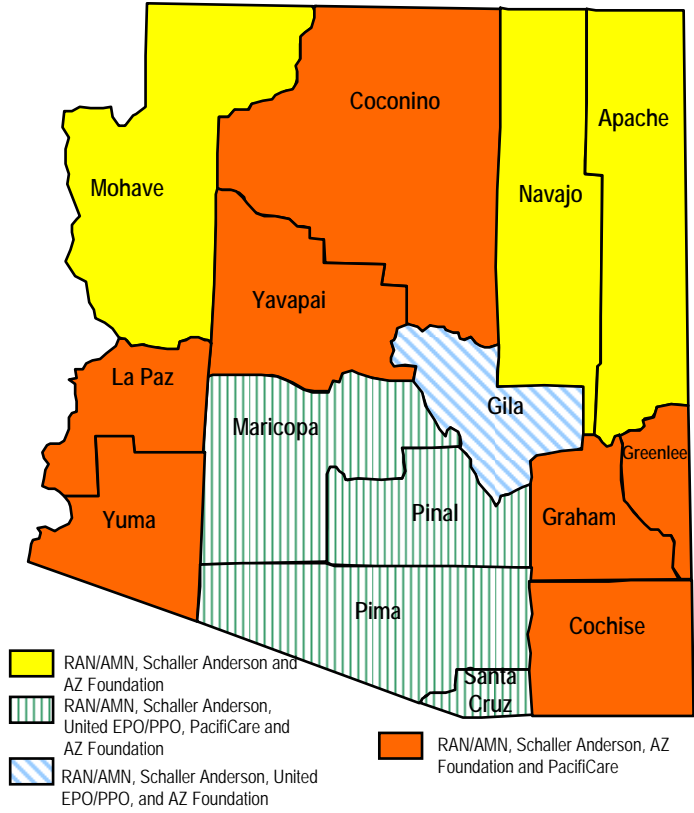 Coconino
Apache
Mohave
Navajo
Yavapai
La Paz
Gila
Maricopa
Greenlee
Pinal
Yuma
Graham
Pima
Cochise
Santa
Cruz
RAN/AMN, Schaller Anderson and
AZ Foundation
RAN/AMN, Schaller Anderson,
United EPO/PPO, PacifiCare and
AZ Foundation
RAN/AMN, Schaller Anderson, United
EPO/PPO, and AZ Foundation
RAN/AMN, Schaller Anderson, AZ
Foundation and PacifiCare